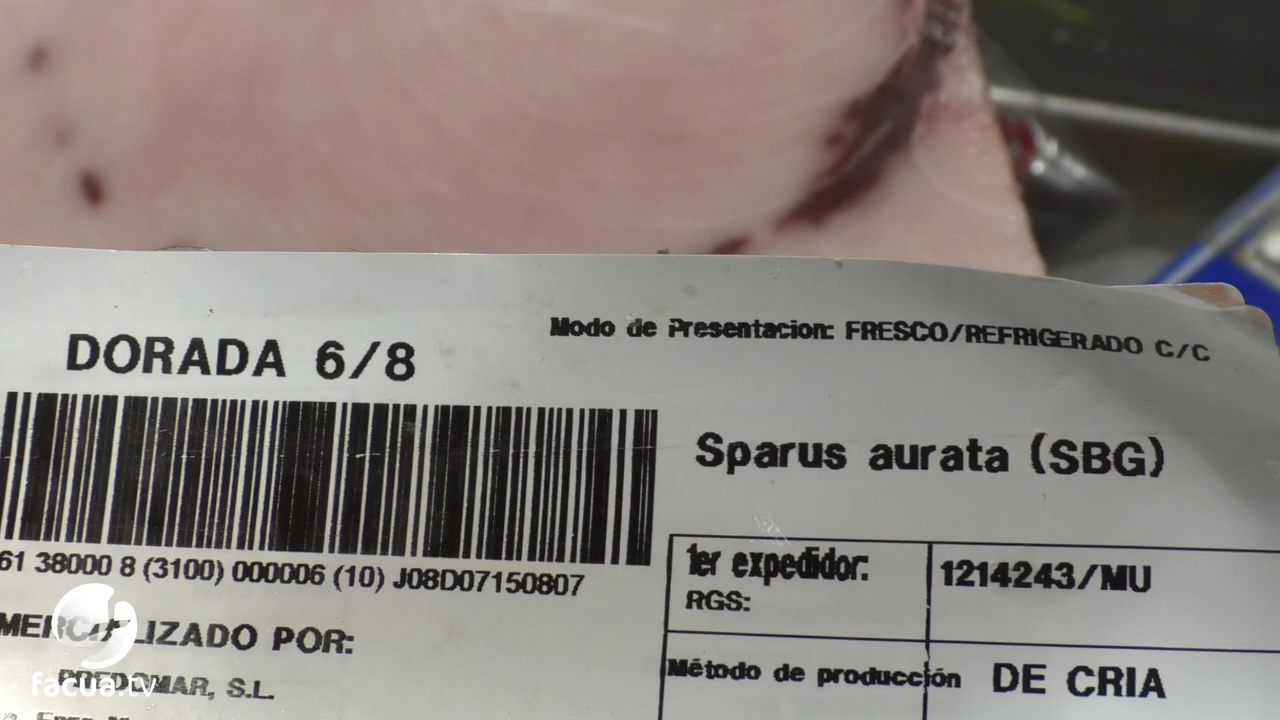 Modo de Presentacion: FRESCO/REFRIGERADO C/C
DORADA 6/8
Sparus aurata (SBG)
61 38000 8 (3100) 000006 (10) J08D07150807
1er expedidor:
RGS:
1214243/MU
MERCIALIZADO POR:
MAR, S.L.
Método de producción
DE CRIA
facua.tv